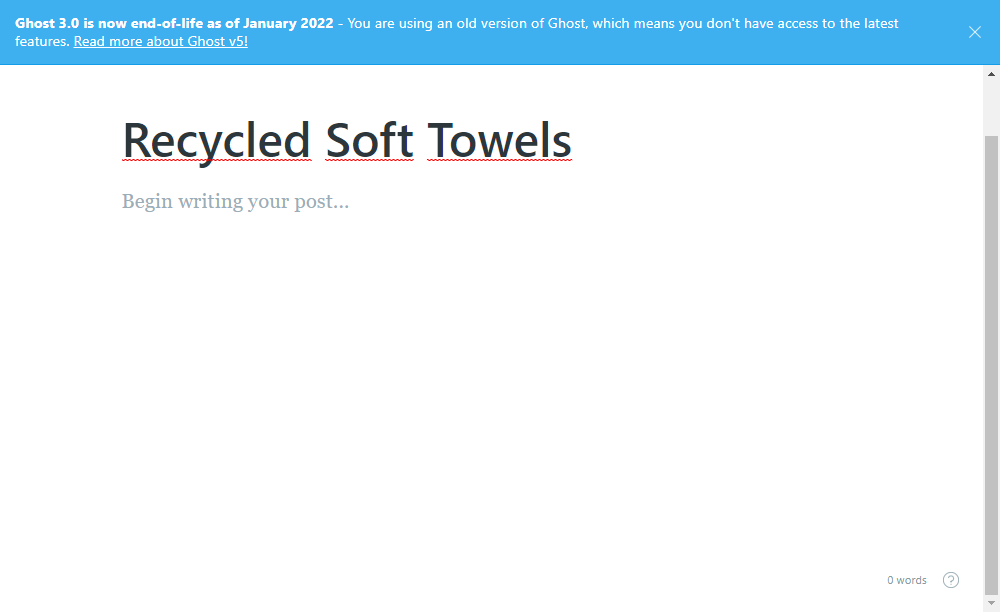 Ghost 3.0 is now end-of-life as of January 2022 - You are using an old version of Ghost, which means you don't have access to the latest
features. Read more about Ghost v5!
Recycled Soft Towels
Begin writing your post...
0 words
?